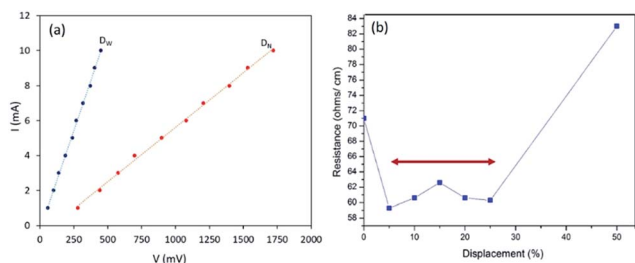 (a)
D_W
D_N
12
10
8
6
4
2
0
I (mA)
0 250 500 750 1000 1250 1500 1750 2000
V (mV)
(b)
84
82
80
78
76
74
72
70
68
66
64
62
60
58
Resistance (ohms/ cm)
0 10 20 30 40 50
Displacement (%)